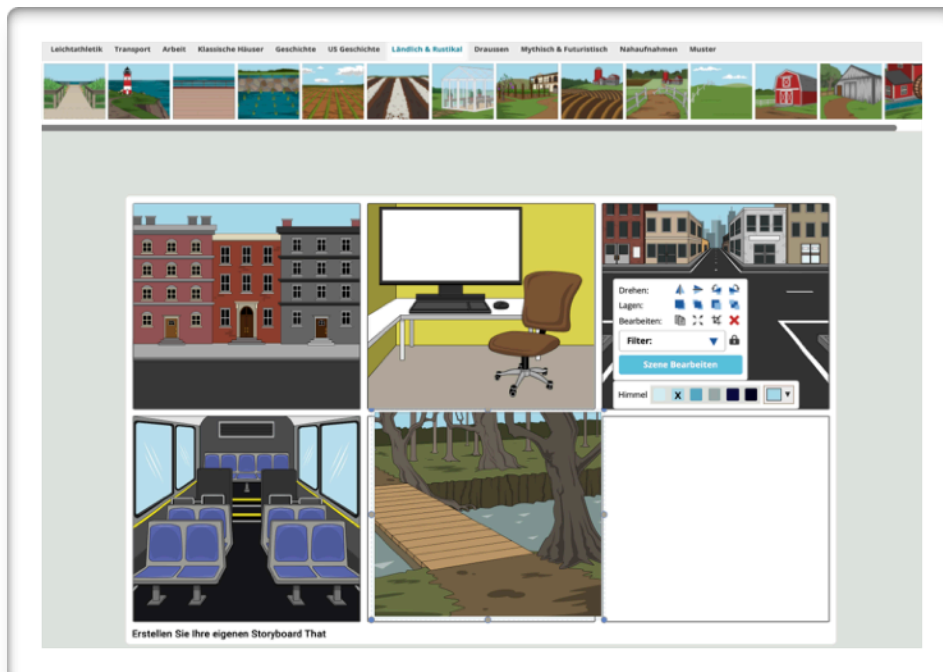 Leichtathletik Transport Arbeit Klassische Häuser Geschichte US Geschichte Ländlich & Rustikal Draussen Mythisch & Futuristisch Nahaufnahmen Muster
Drehen:
Lagen:
Bearbeiten:
Filter:
Szene Bearbeiten
Himmel X
Erstellen Sie Ihre eigenen Storyboard That